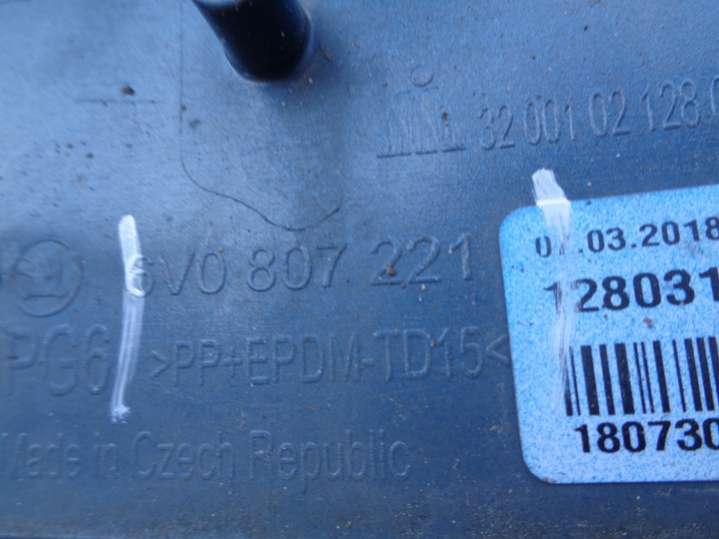 32 001 02 128
6V0 807 221
PG6 >PP+EPDM-TD15<
Made in Czech Republic
.03.2018
128031
180730